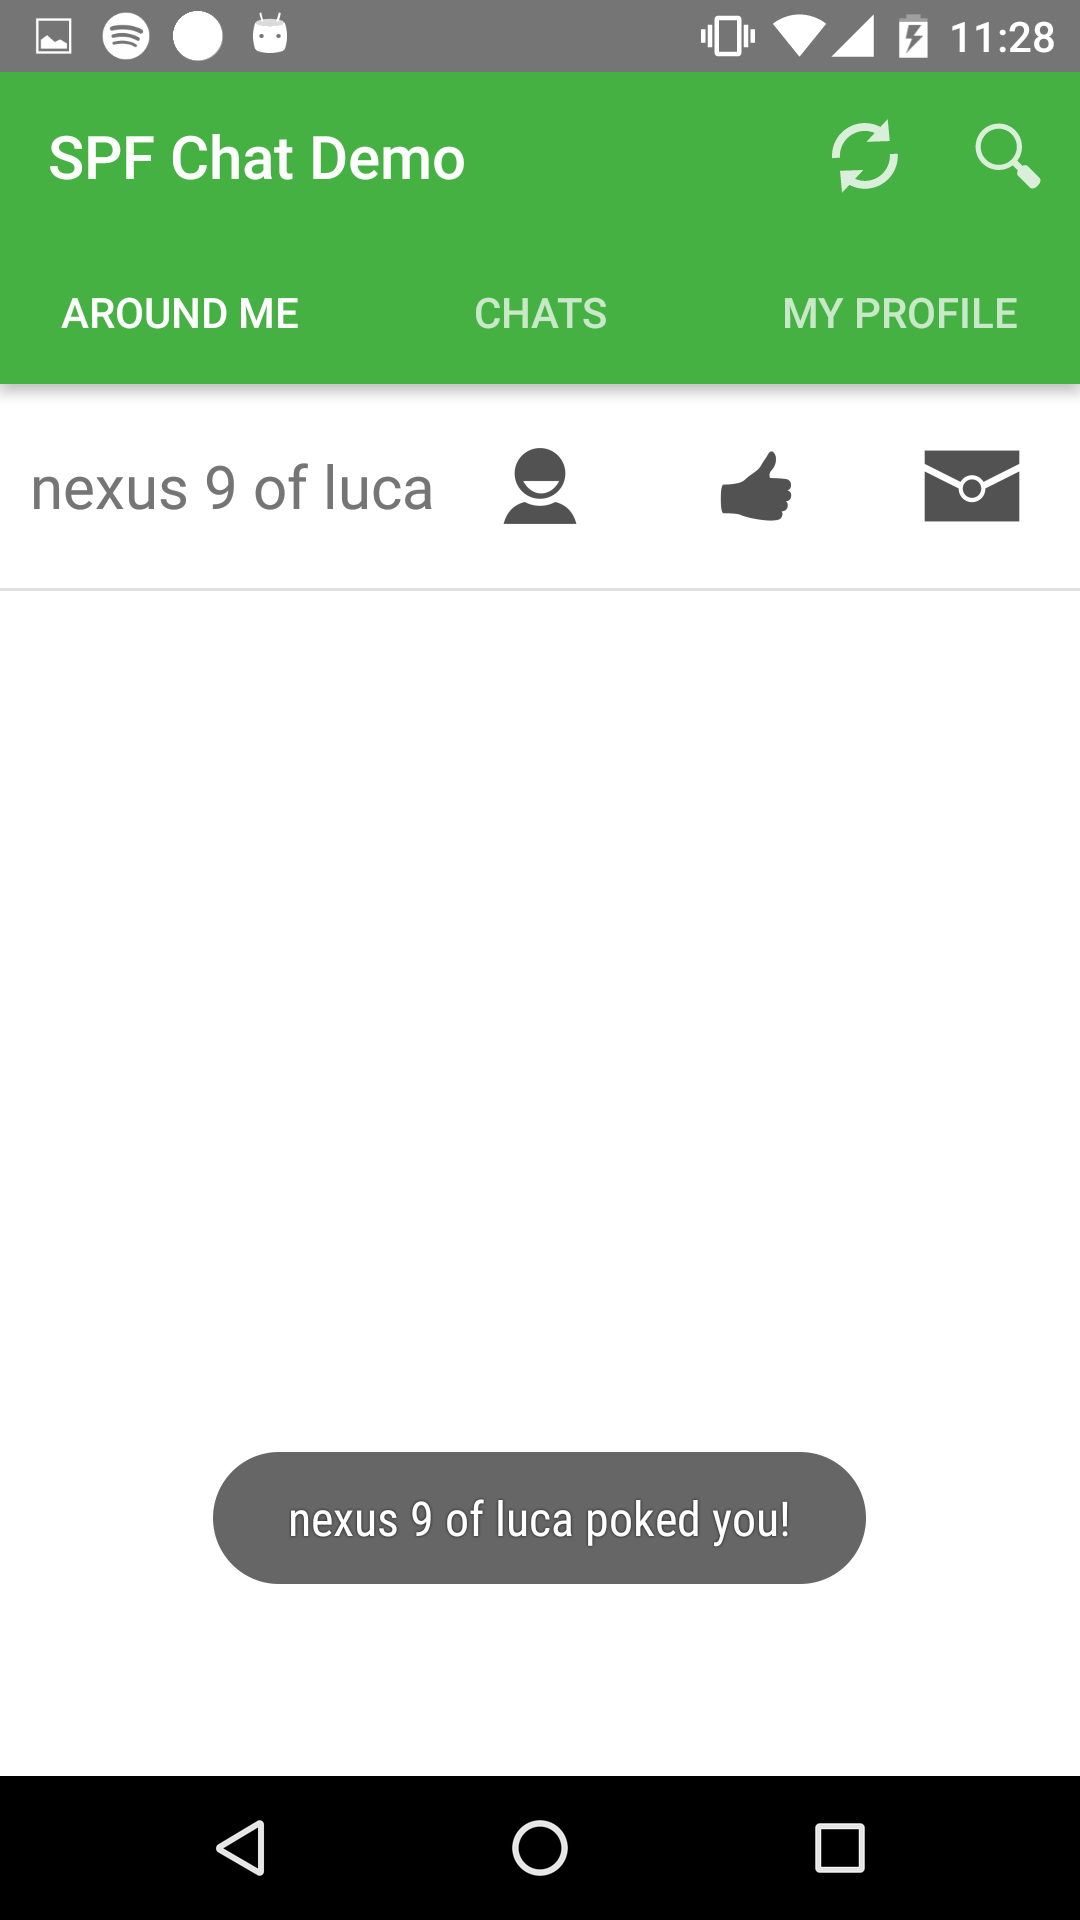 11:28
SPF Chat Demo
AROUND ME CHATS MY PROFILE
nexus 9 of luca
nexus 9 of luca poked you!